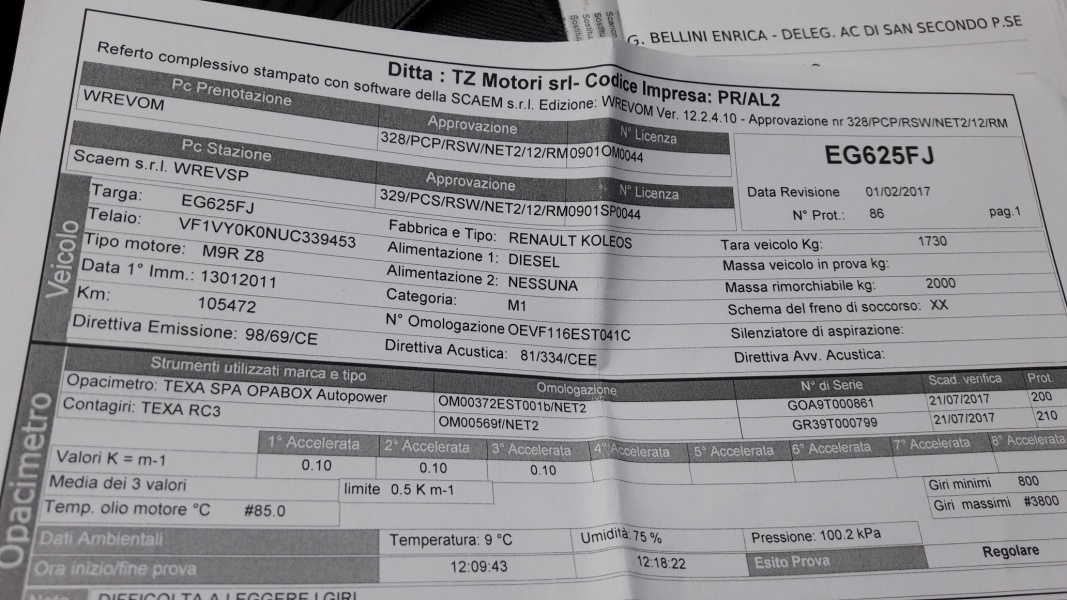 G. BELLINI ENRICA - DELEG. AC DI SAN SECONDO P.SE
Ditta : TZ Motori srl- Codice Impresa: PR/AL2
Referto complessivo stampato con software della SCAEM s.r.l. Edizione: WREVOM Ver. 12.2.4.10 - Approvazione nr 328/PCP/RSW/NET2/12/RM
Pc Prenotazione Approvazione N° Licenza
WREVOM 328/PCP/RSW/NET2/12/RM 0901OM0044
Pc Stazione Approvazione N° Licenza
Scaem s.r.l. WREVSP 329/PCS/RSW/NET2/12/RM 0901SP0044
EG625FJ
Data Revisione 01/02/2017
N° Prot.: 86 pag.1
Veicolo
Targa: EG625FJ Fabbrica e Tipo: RENAULT KOLEOS Tara veicolo Kg: 1730
Telaio: VF1VY0K0NUC339453 Alimentazione 1: DIESEL Massa veicolo in prova kg:
Tipo motore: M9R Z8 Alimentazione 2: NESSUNA Massa rimorchiabile kg: 2000
Data 1° Imm.: 13012011 Categoria: M1 Schema del freno di soccorso: XX
Km: 105472 N° Omologazione OEVF116EST041C Silenziatore di aspirazione:
Direttiva Emissione: 98/69/CE Direttiva Acustica: 81/334/CEE Direttiva Avv. Acustica:
Opacimetro
Strumenti utilizzati marca e tipo Omologazione N° di Serie Scad. verifica Prot.
Opacimetro: TEXA SPA OPABOX Autopower OM00372EST001b/NET2 GOA9T000861 21/07/2017 200
Contagiri: TEXA RC3 OM00569f/NET2 GR39T000799 21/07/2017 210
1° Accelerata 2° Accelerata 3° Accelerata 4° Accelerata 5° Accelerata 6° Accelerata 7° Accelerata 8° Accelerata
Valori K = m-1 0.10 0.10 0.10
Media dei 3 valori limite 0.5 K m-1 Giri minimi 800
Temp. olio motore °C #85.0 Giri massimi #3800
Dati Ambientali Temperatura: 9 °C Umidità: 75 % Pressione: 100.2 kPa
Ora inizio/fine prova 12:09:43 12:18:22 Esito Prova Regolare
Note DIFFICOLTA A LEGGERE I GIRI